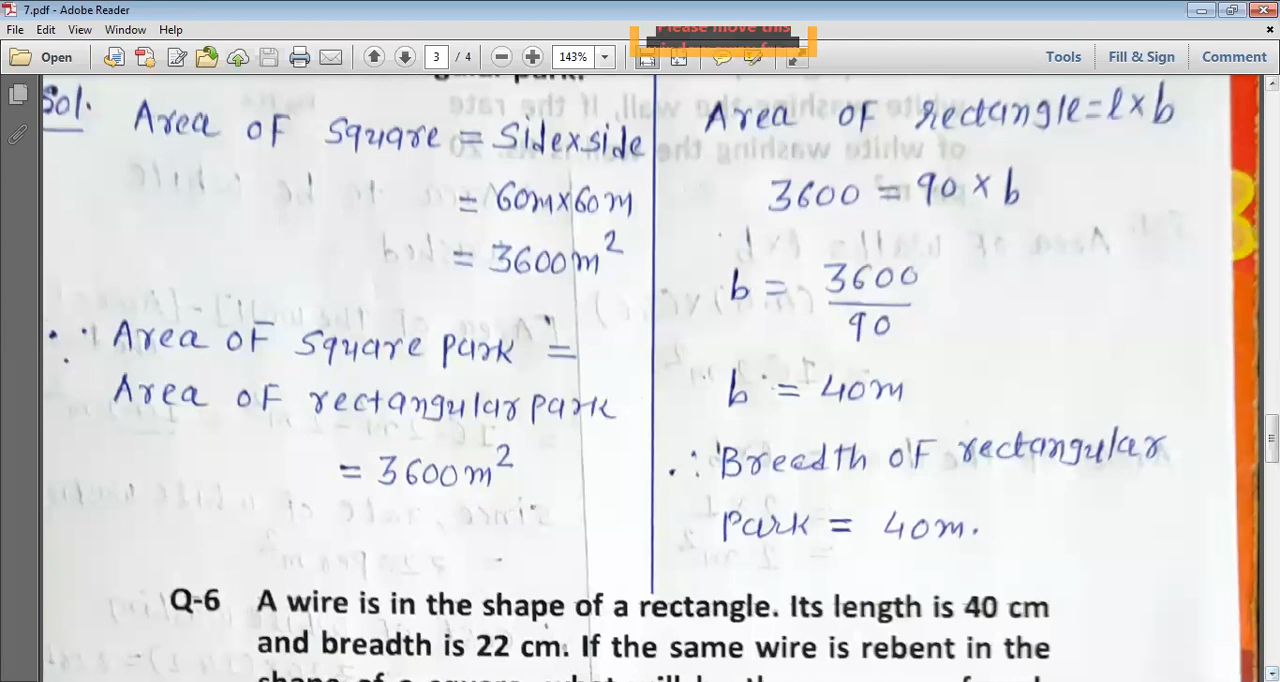 7.pdf - Adobe Reader
File Edit View Window Help
Please move this
Open 3 / 4 143% Tools Fill & Sign Comment
Sol. Area of Square = Sidexside
= 60m x 60m
= 3600m²
∴ Area of Square park =
Area of rectangular park
= 3600m²
Area of rectangle = l x b
3600 = 90 x b
b = 3600
90
b = 40m
∴ Breadth of rectangular
park = 40m.
Q-6 A wire is in the shape of a rectangle. Its length is 40 cm
and breadth is 22 cm. If the same wire is rebent in the